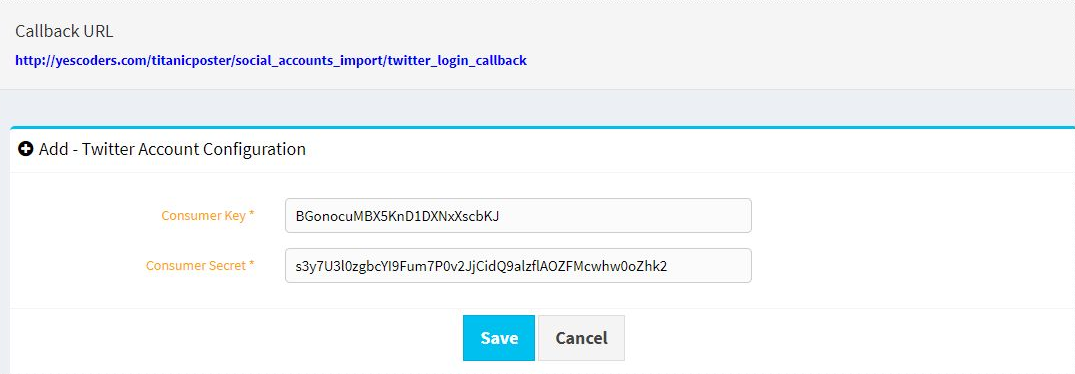 Callback URL
http://yescoders.com/titanicposter/social_accounts_import/twitter_login_callback
Add - Twitter Account Configuration
Consumer Key * BGonocuMBX5KnD1DXNxXscbKJ
Consumer Secret * s3y7U3l0zgbcYI9Fum7P0v2JjCidQ9alzflAOZFMcwhw0oZhk2
Save Cancel